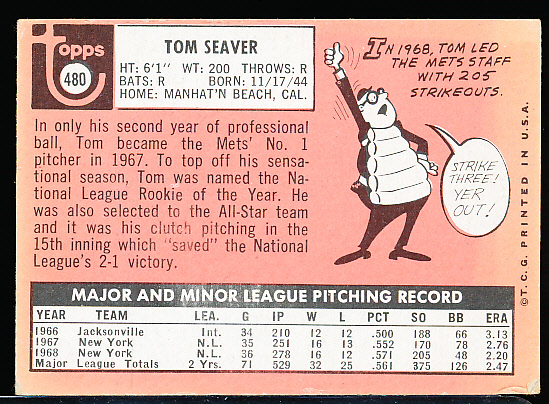 topps
480
TOM SEAVER
HT: 6'1" WT: 200 THROWS: R
BATS: R BORN: 11/17/44
HOME: MANHAT'N BEACH, CAL.
IN 1968, TOM LED
THE METS STAFF
WITH 205
STRIKEOUTS.
In only his second year of professional
ball, Tom became the Mets' No. 1
pitcher in 1967. To top off his sensa-
tional season, Tom was named the Na-
tional League Rookie of the Year. He
was also selected to the All-Star team
and it was his clutch pitching in the
15th inning which "saved" the National
League's 2-1 victory.
STRIKE
THREE!
YER
OUT!
©T.C.G. PRINTED IN U.S.A.
MAJOR AND MINOR LEAGUE PITCHING RECORD
YEAR TEAM LEA. G IP W L PCT SO BB ERA
1966 Jacksonville Int. 34 210 12 12 .500 188 66 3.13
1967 New York N.L. 35 251 16 13 .552 170 78 2.76
1968 New York N.L. 36 278 16 12 .571 205 48 2.20
Major League Totals 2 Yrs. 71 529 32 25 .561 375 126 2.47